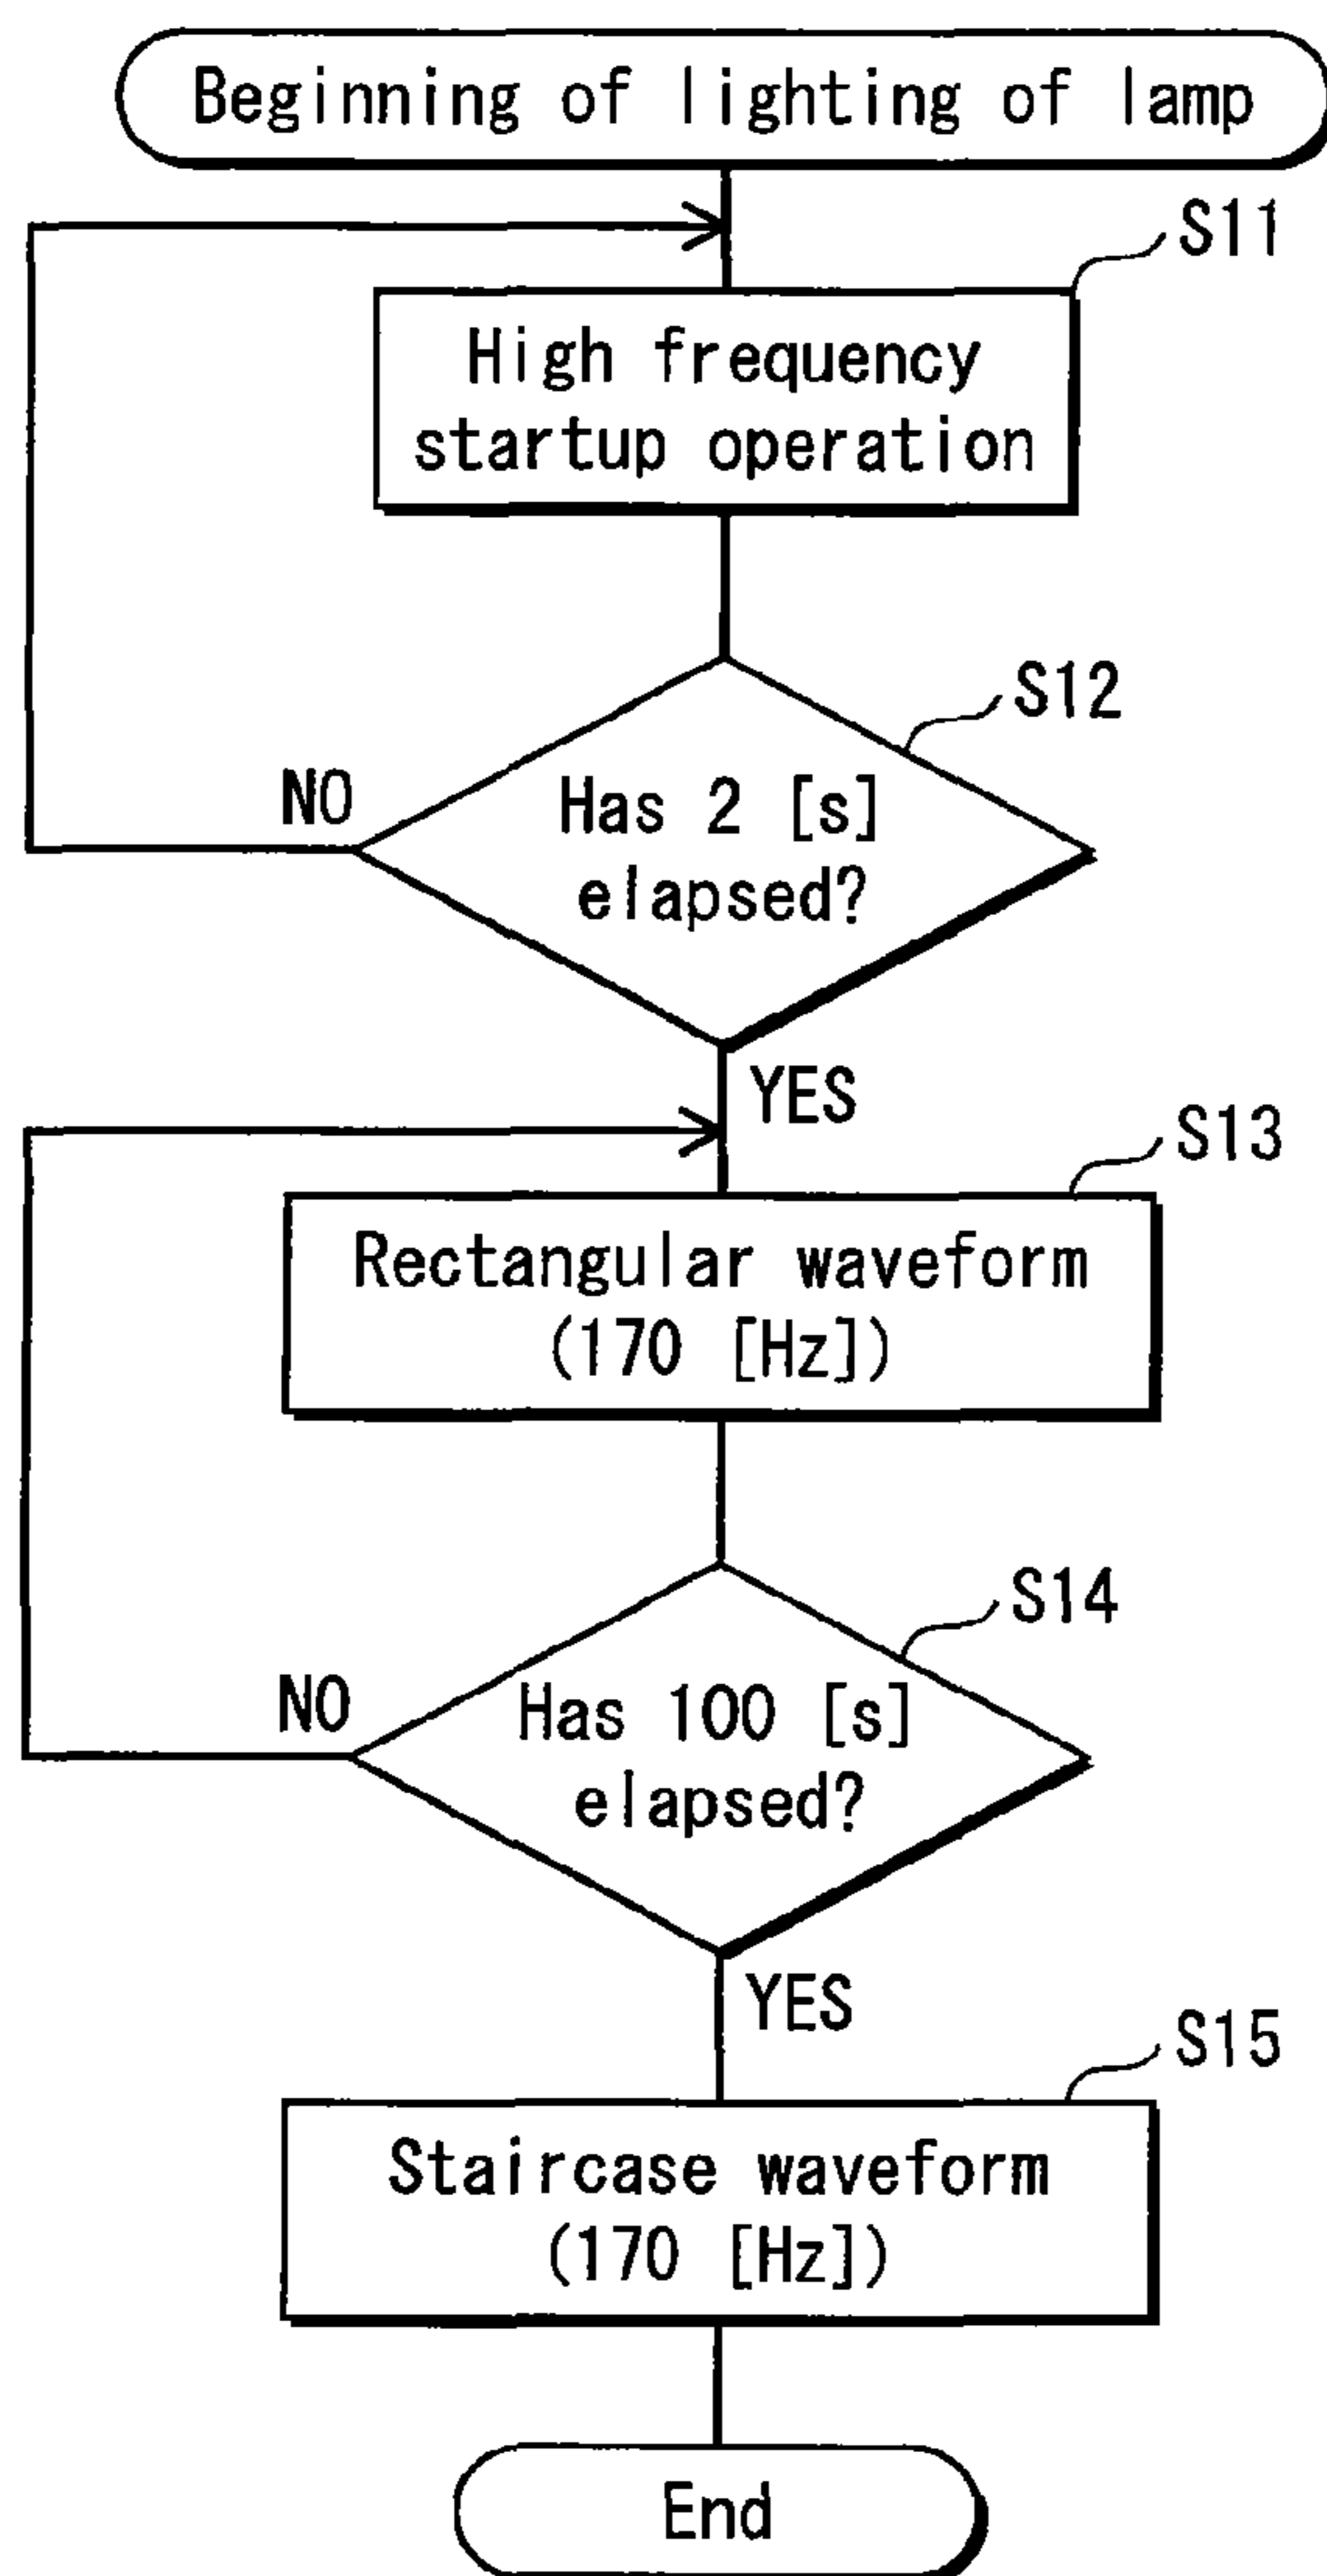 Beginning of lighting of lamp
S11
High frequency
startup operation
S12
NO
Has 2 [s]
elapsed?
YES
S13
Rectangular waveform
(170 [Hz])
S14
NO
Has 100 [s]
elapsed?
YES
S15
Staircase waveform
(170 [Hz])
End